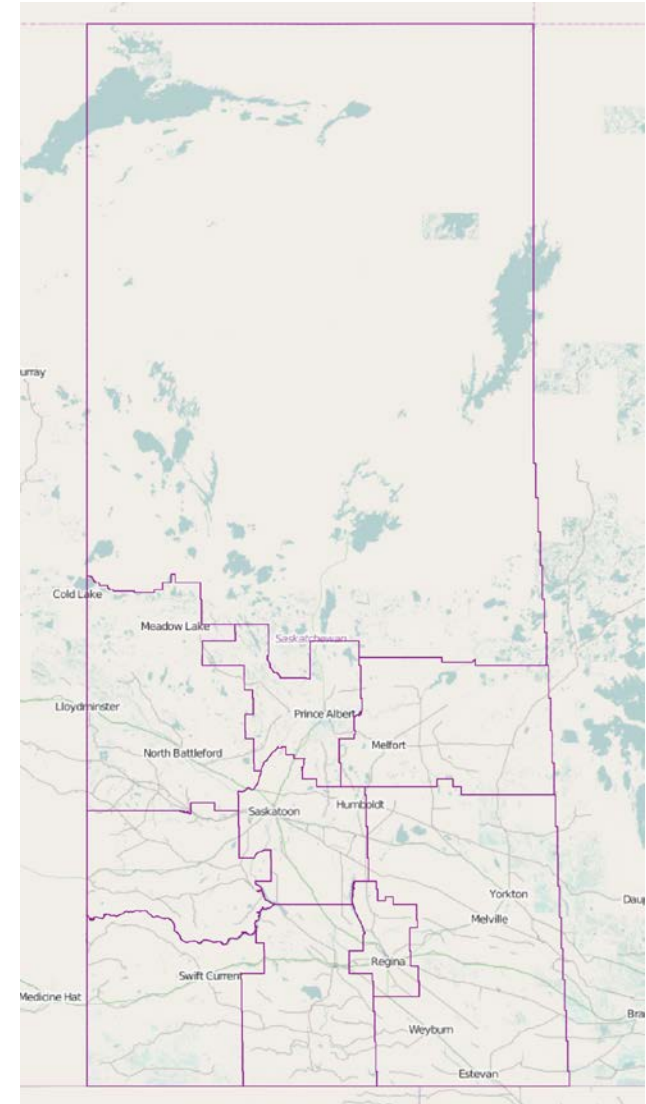 urray
Cold Lake
Meadow Lake
Saskatchewan
Lloydminster
Prince Albert
North Battleford
Melfort
Saskatoon
Humboldt
Yorkton
Daup
Melville
Regina
Swift Current
Medicine Hat
Bra
Weyburn
Estevan